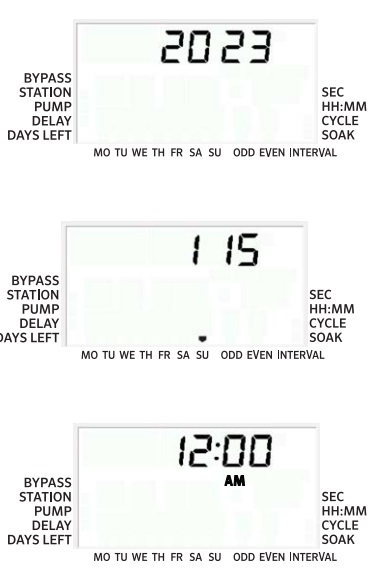 2023
BYPASS
STATION
PUMP
DELAY
DAYS LEFT
SEC
HH:MM
CYCLE
SOAK
MO TU WE TH FR SA SU ODD EVEN INTERVAL
1 15
BYPASS
STATION
PUMP
DELAY
DAYS LEFT
SEC
HH:MM
CYCLE
SOAK
MO TU WE TH FR SA SU ODD EVEN INTERVAL
12:00
AM
BYPASS
STATION
PUMP
DELAY
DAYS LEFT
SEC
HH:MM
CYCLE
SOAK
MO TU WE TH FR SA SU ODD EVEN INTERVAL